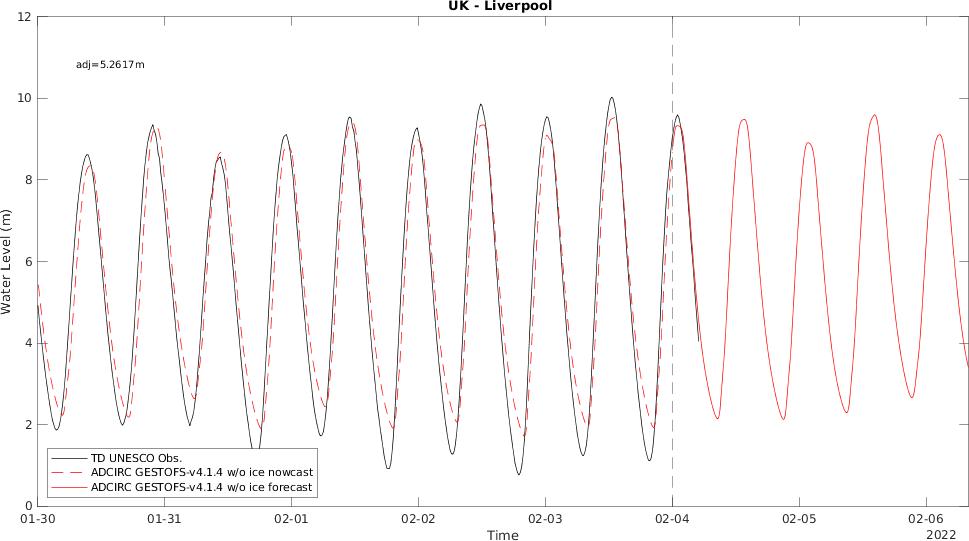 UK - Liverpool
12
adj=5.2617m
10
8
6
4
2
0
Water Level (m)
TD UNESCO Obs.
ADCIRC GESTOFS-v4.1.4 w/o ice nowcast
ADCIRC GESTOFS-v4.1.4 w/o ice forecast
01-30 01-31 02-01 02-02 02-03 02-04 02-05 02-06
Time
2022